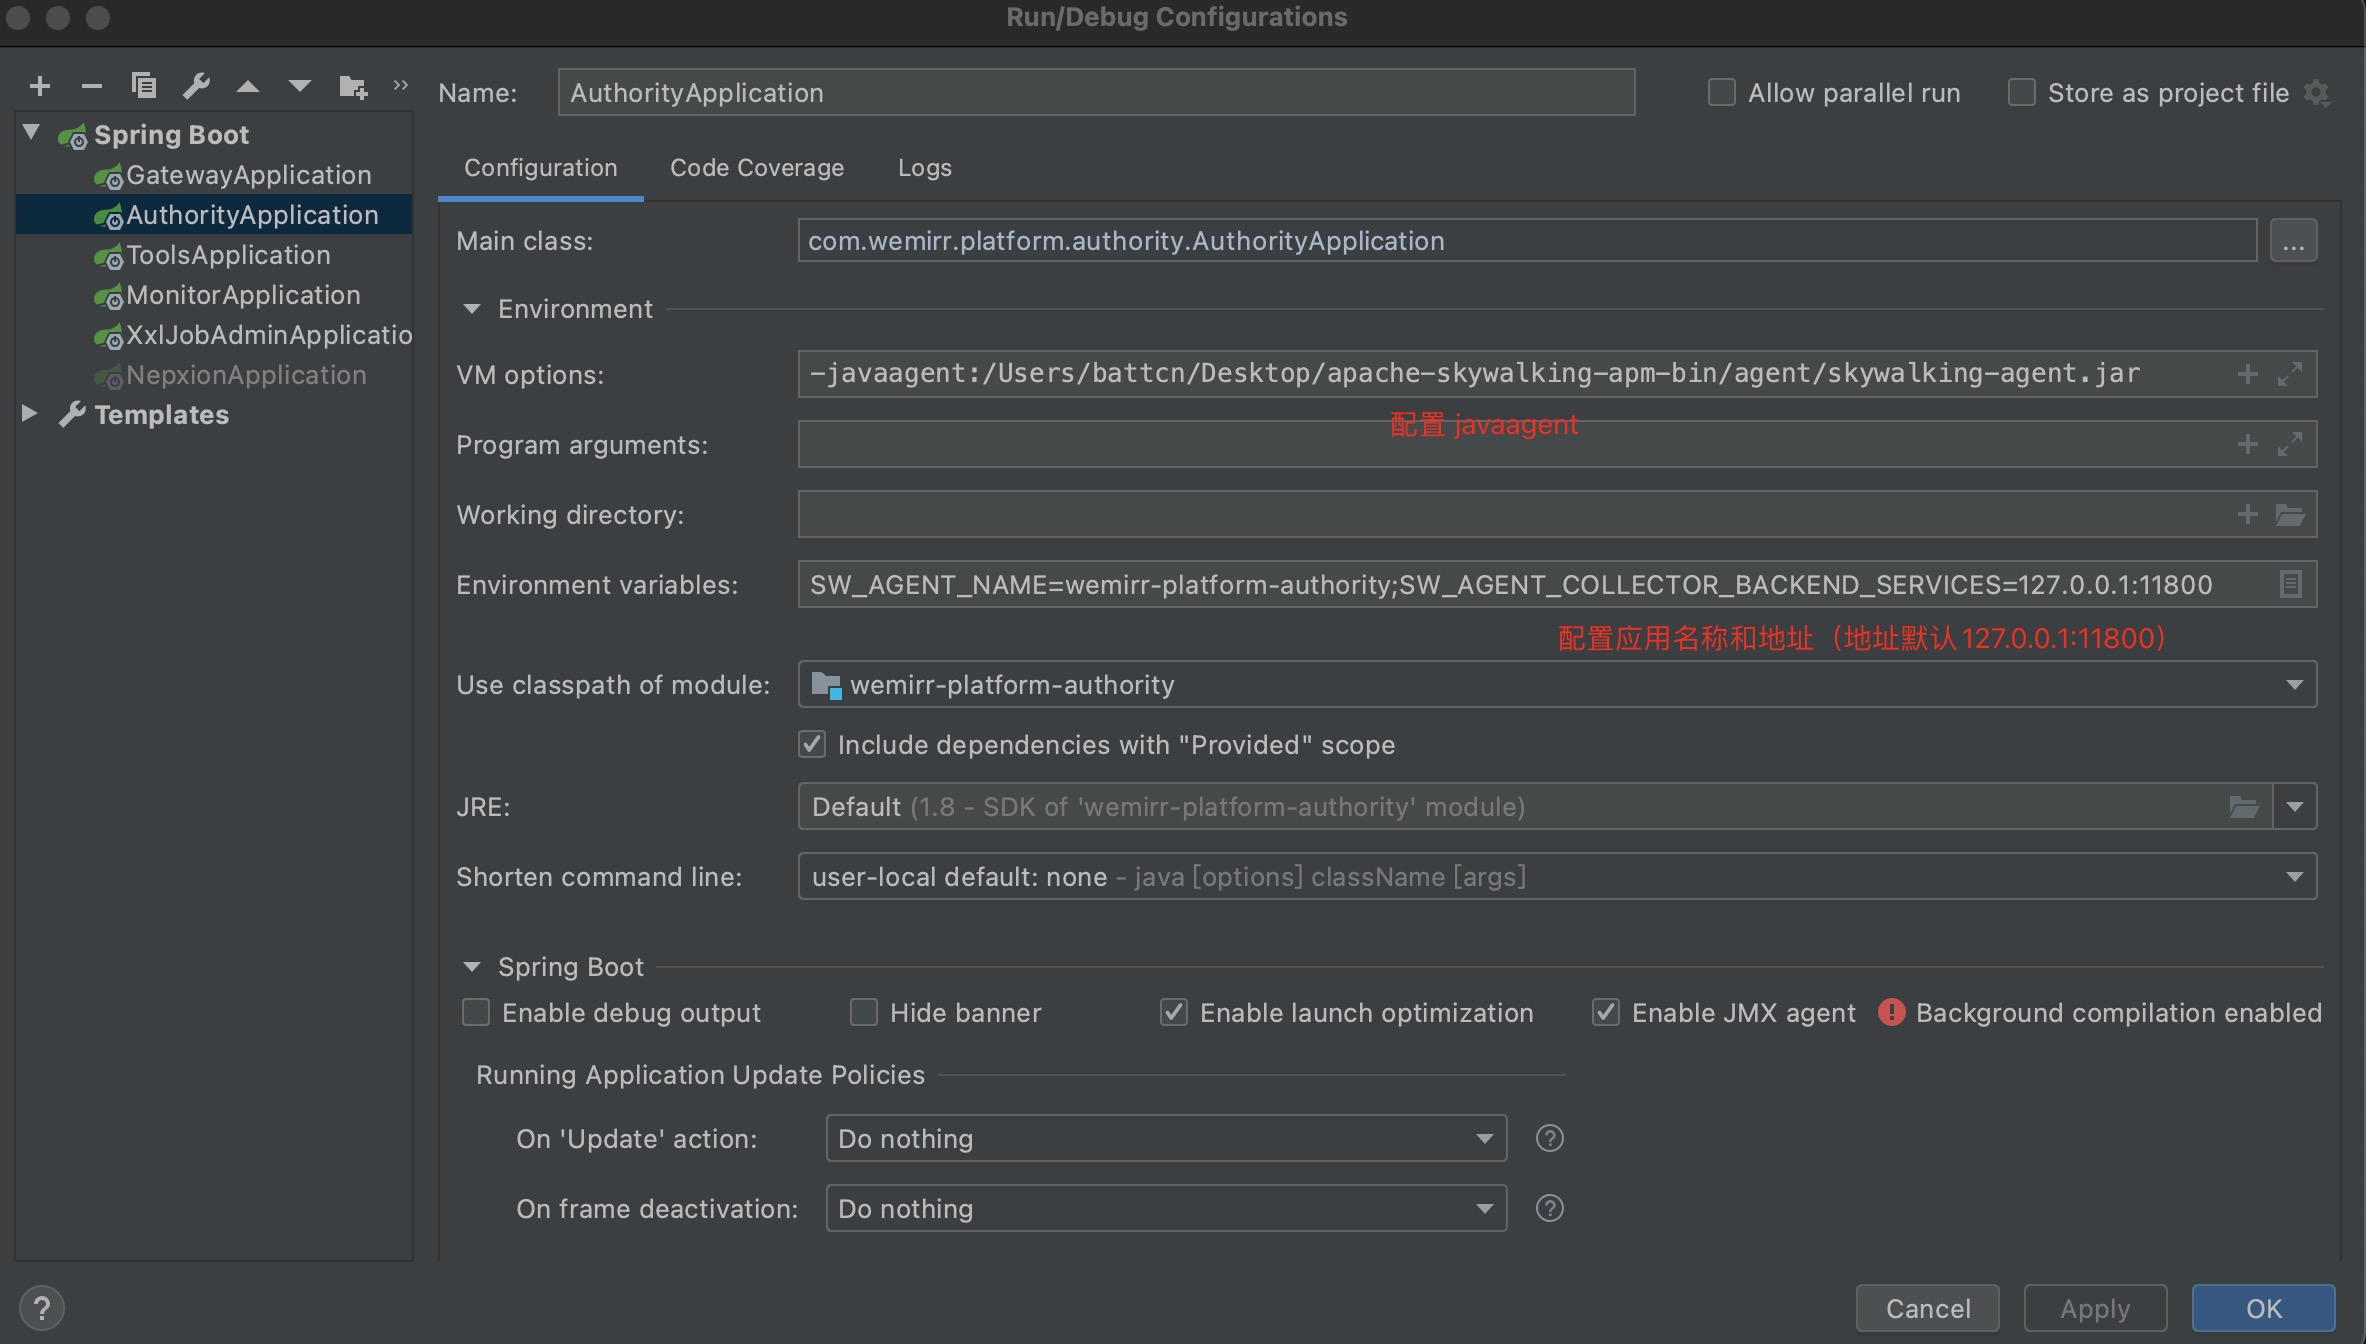 Run/Debug Configurations
Name: AuthorityApplication
Allow parallel run
Store as project file
Spring Boot
GatewayApplication
AuthorityApplication
ToolsApplication
MonitorApplication
XxlJobAdminApplicatio
NepxionApplication
Templates
Configuration Code Coverage Logs
Main class: com.wemirr.platform.authority.AuthorityApplication ...
Environment
VM options: -javaagent:/Users/battcn/Desktop/apache-skywalking-apm-bin/agent/skywalking-agent.jar
配置 javaagent
Program arguments:
Working directory:
Environment variables: SW_AGENT_NAME=wemirr-platform-authority;SW_AGENT_COLLECTOR_BACKEND_SERVICES=127.0.0.1:11800
配置应用名称和地址（地址默认127.0.0.1:11800）
Use classpath of module: wemirr-platform-authority
Include dependencies with "Provided" scope
JRE: Default (1.8 - SDK of 'wemirr-platform-authority' module)
Shorten command line: user-local default: none - java [options] className [args]
Spring Boot
Enable debug output Hide banner Enable launch optimization Enable JMX agent Background compilation enabled
Running Application Update Policies
On 'Update' action: Do nothing ?
On frame deactivation: Do nothing ?
? Cancel Apply OK